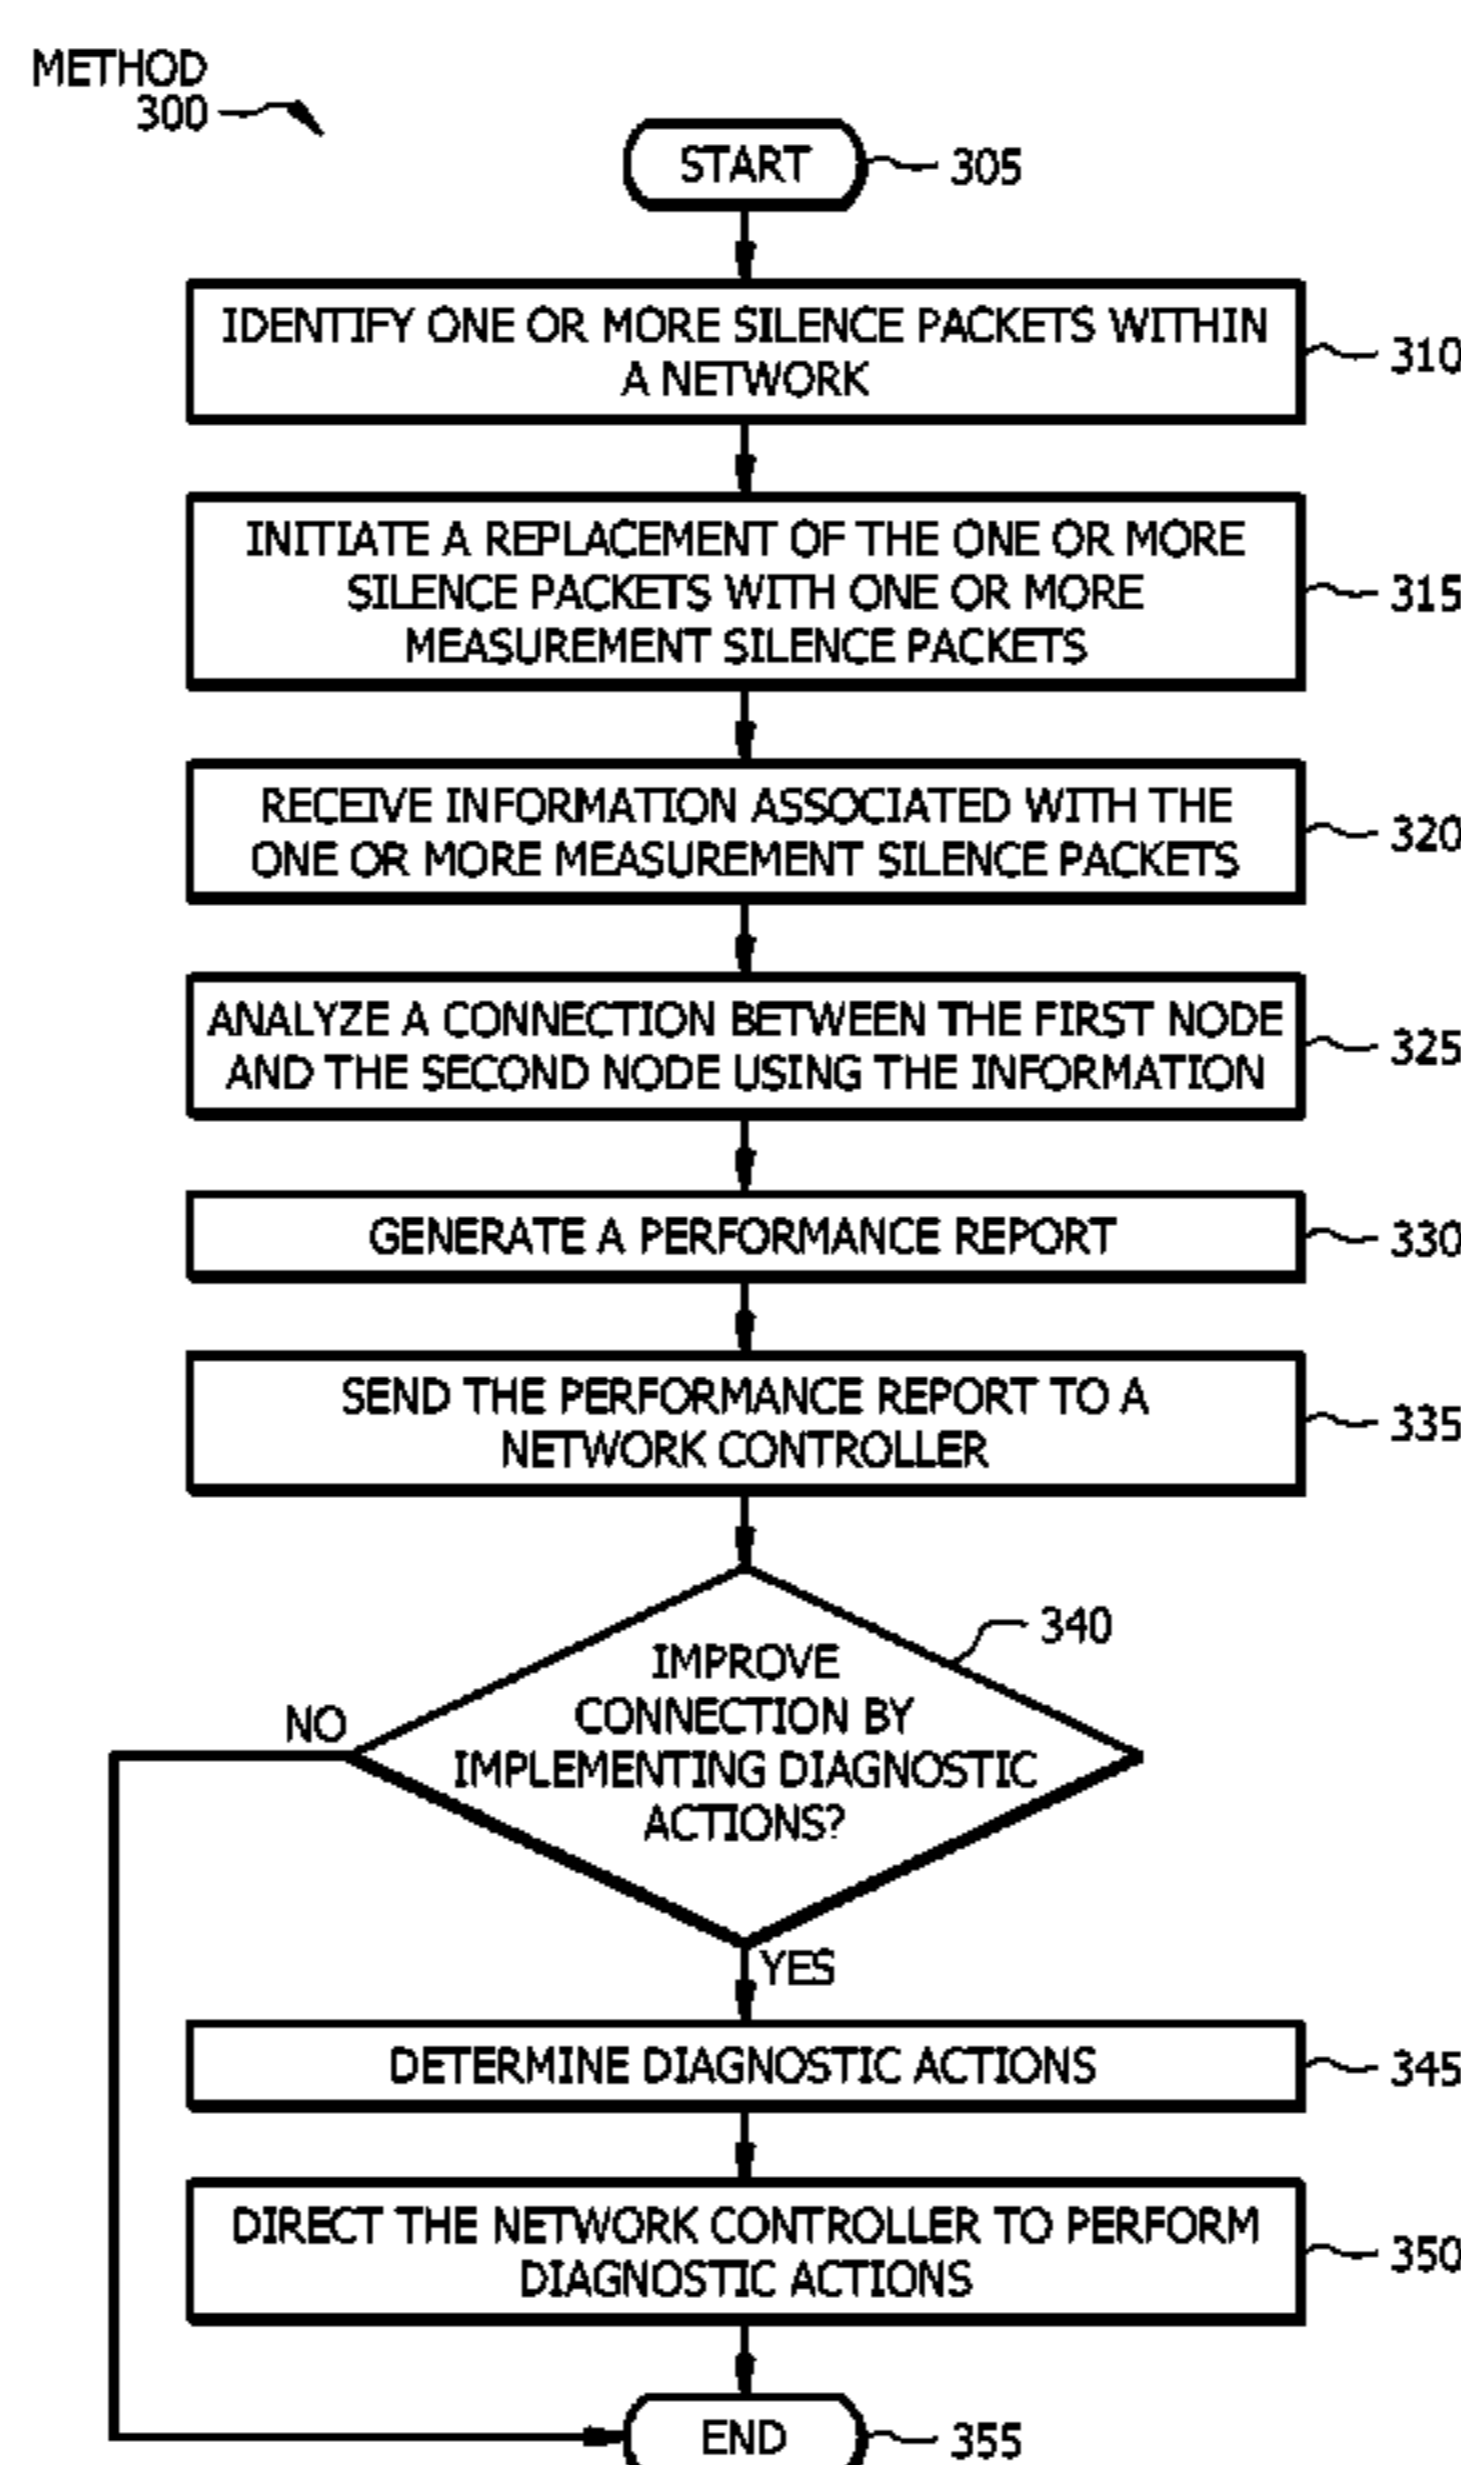 METHOD
300
START
305
IDENTIFY ONE OR MORE SILENCE PACKETS WITHIN
A NETWORK
310
INITIATE A REPLACEMENT OF THE ONE OR MORE
SILENCE PACKETS WITH ONE OR MORE
MEASUREMENT SILENCE PACKETS
315
RECEIVE INFORMATION ASSOCIATED WITH THE
ONE OR MORE MEASUREMENT SILENCE PACKETS
320
ANALYZE A CONNECTION BETWEEN THE FIRST NODE
AND THE SECOND NODE USING THE INFORMATION
325
GENERATE A PERFORMANCE REPORT
330
SEND THE PERFORMANCE REPORT TO A
NETWORK CONTROLLER
335
340
IMPROVE
CONNECTION BY
IMPLEMENTING DIAGNOSTIC
ACTIONS?
NO
YES
DETERMINE DIAGNOSTIC ACTIONS
345
DIRECT THE NETWORK CONTROLLER TO PERFORM
DIAGNOSTIC ACTIONS
350
END
355